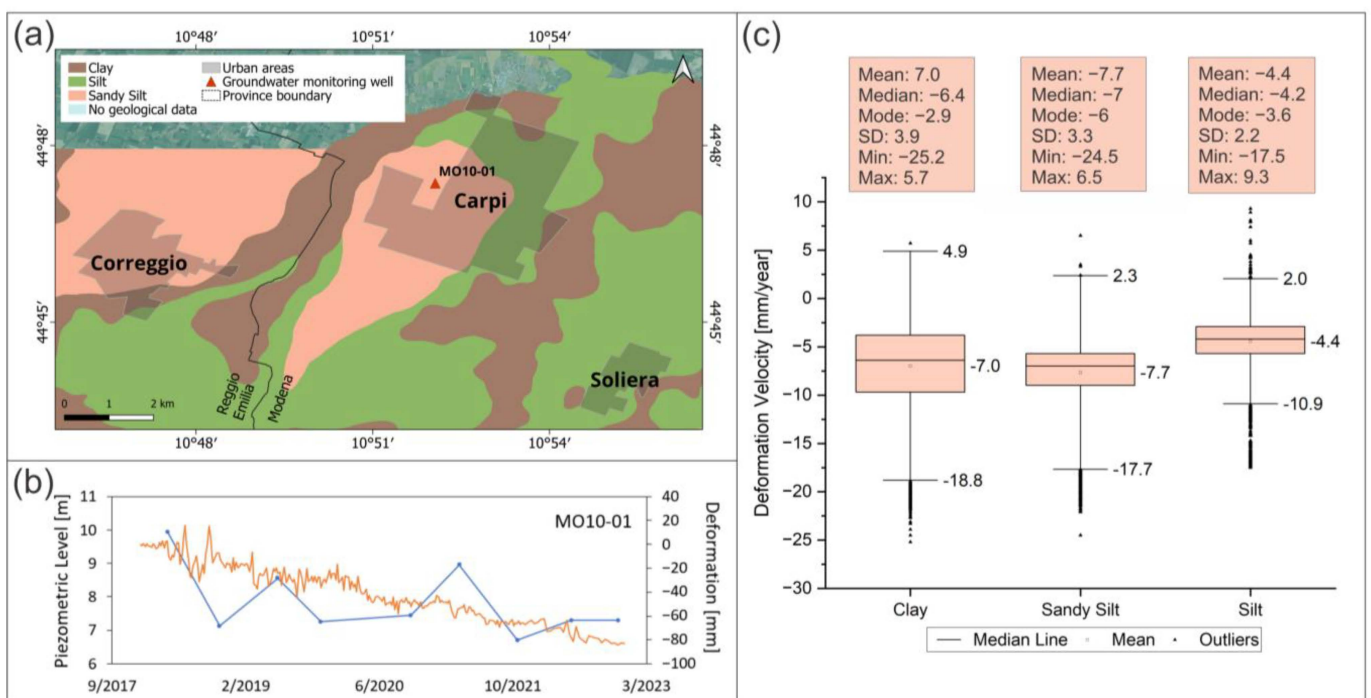 (a)
10°48′ 10°51′ 10°54′
Clay
Silt
Sandy Silt
No geological data
Urban areas
Groundwater monitoring well
Province boundary
44°48′
44°48′
MO10-01
Carpi
Correggio
44°45′
44°45′
Soliera
Reggio
Emilia
Modena
0 1 2 km
10°48′ 10°51′ 10°54′
(b)
MO10-01
Piezometric Level [m]
11
10
9
8
7
6
Deformation [mm]
40
20
0
−20
−40
−60
−80
−100
9/2017 2/2019 6/2020 10/2021 3/2023
(c)
Mean: 7.0
Median: −6.4
Mode: −2.9
SD: 3.9
Min: −25.2
Max: 5.7
Mean: −7.7
Median: −7
Mode: −6
SD: 3.3
Min: −24.5
Max: 6.5
Mean: −4.4
Median: −4.2
Mode: −3.6
SD: 2.2
Min: −17.5
Max: 9.3
Deformation Velocity [mm/year]
10
5
0
−5
−10
−15
−20
−25
−30
4.9
-7.0
-18.8
2.3
-7.7
-17.7
2.0
-4.4
-10.9
Clay Sandy Silt Silt
Median Line Mean Outliers